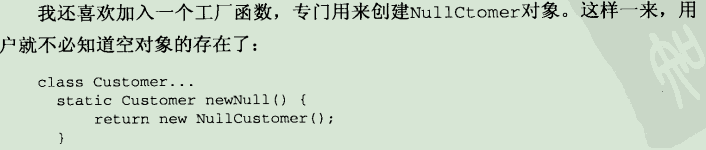 我还喜欢加入一个工厂函数，专门用来创建NullCtomer对象。这样一来，用
户就不必知道空对象的存在了：
class Customer...
static Customer newNull() {
return new NullCustomer();
}